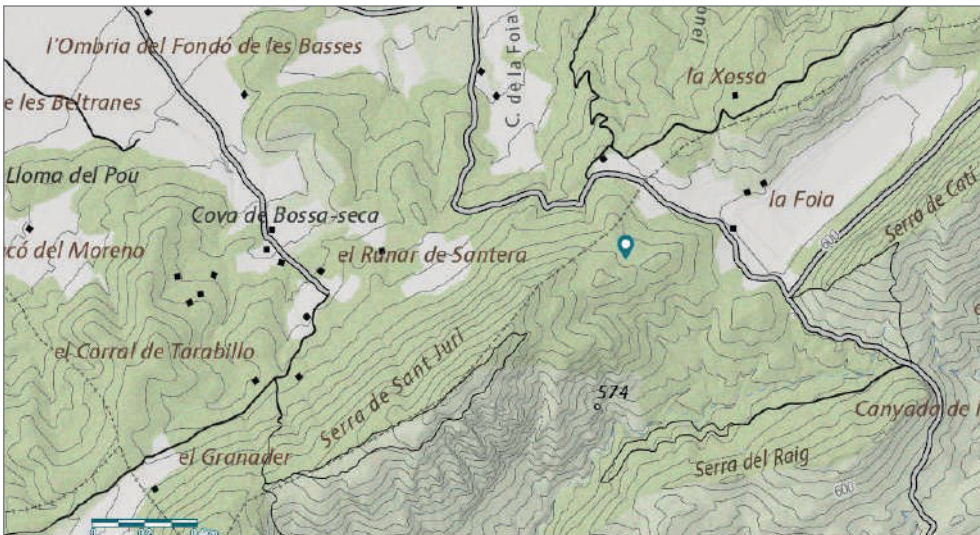 l'Ombria del Fondó de les Basses
C. de la Foia
onel
la Xossa
e les Beltranes
Lloma del Pou
Cova de Bossa-seca
la Foia
Serra de Catí
600
có del Moreno
el Runar de Santera
el Corral de Tarabillo
Serra de Sant Juri
574
Canyada de l
el Granader
Serra del Raig
600